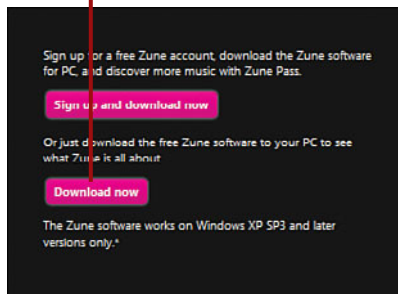 Sign up for a free Zune account, download the Zune software
for PC, and discover more music with Zune Pass.
Sign up and download now
Or just download the free Zune software to your PC to see
what Zune is all about
Download now
The Zune software works on Windows XP SP3 and later
versions only.*